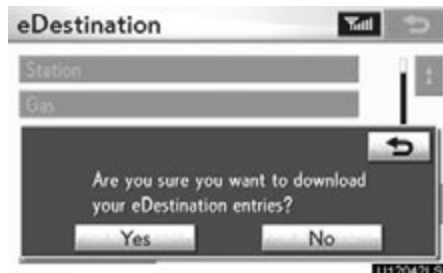 eDestination
Station
Gas
Are you sure you want to download
your eDestination entries?
Yes
No